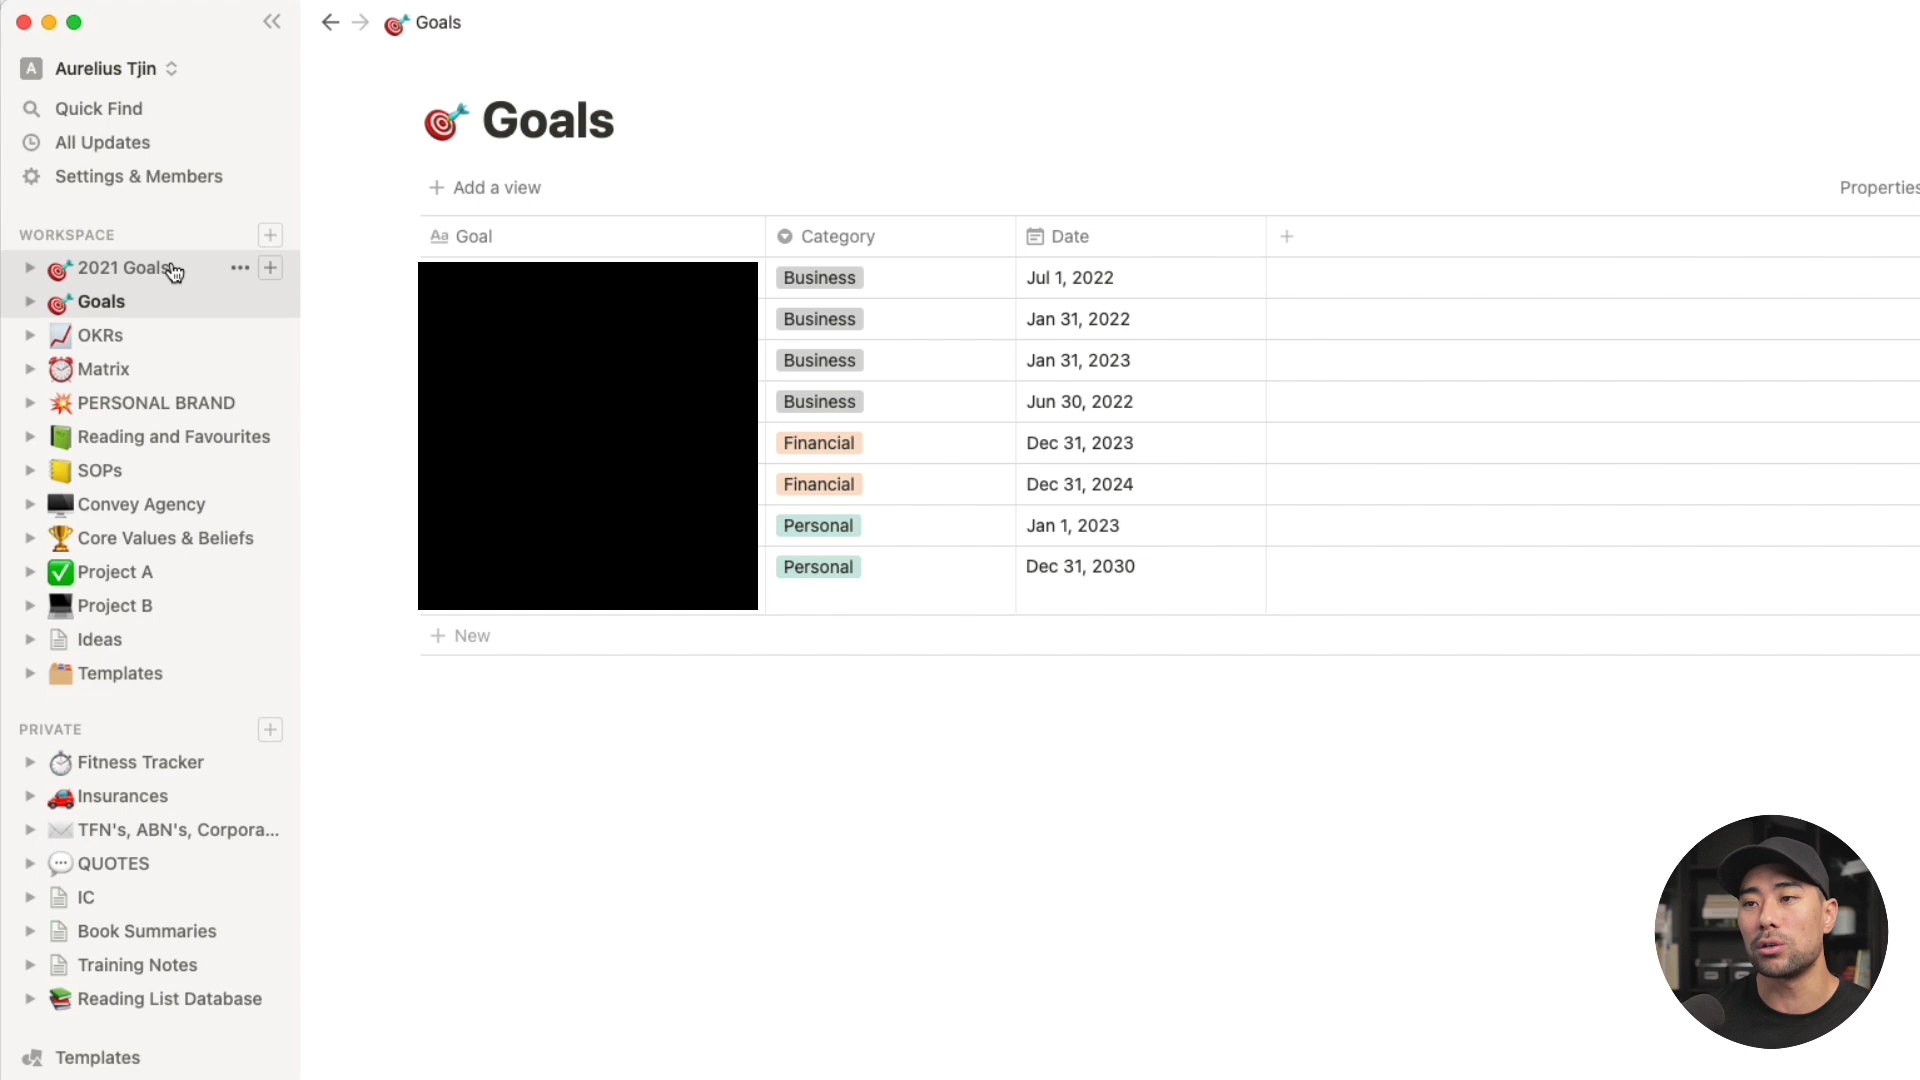 Goals
A Aurelius Tjin
Quick Find
All Updates
Settings & Members
WORKSPACE
2021 Goals
Goals
OKRs
Matrix
PERSONAL BRAND
Reading and Favourites
SOPs
Convey Agency
Core Values & Beliefs
Project A
Project B
Ideas
Templates
PRIVATE
Fitness Tracker
Insurances
TFN's, ABN's, Corpora...
QUOTES
IC
Book Summaries
Training Notes
Reading List Database
Templates
Goals
Add a view
Properties
Aa Goal Category Date
Business Jul 1, 2022
Business Jan 31, 2022
Business Jan 31, 2023
Business Jun 30, 2022
Financial Dec 31, 2023
Financial Dec 31, 2024
Personal Jan 1, 2023
Personal Dec 31, 2030
New